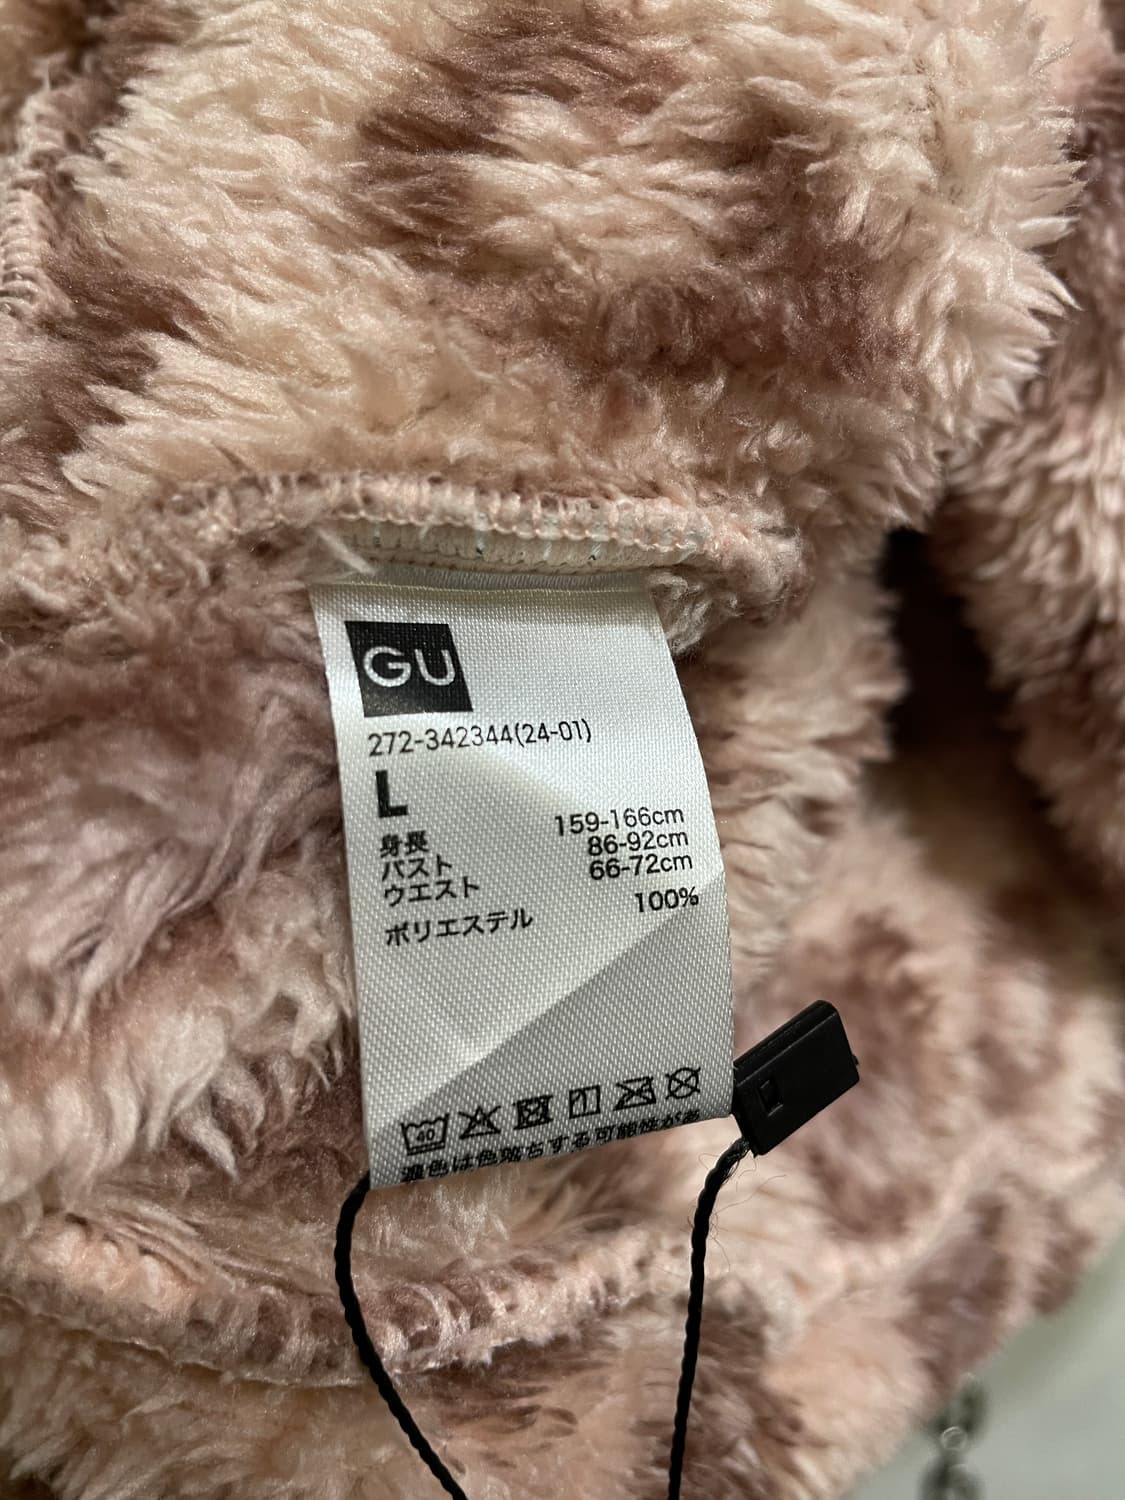 GU
272-342344(24-01)
L
身長 159-166cm
バスト 86-92cm
ウエスト 66-72cm
ポリエステル 100%
40
濃色は色落ちする可能性があ